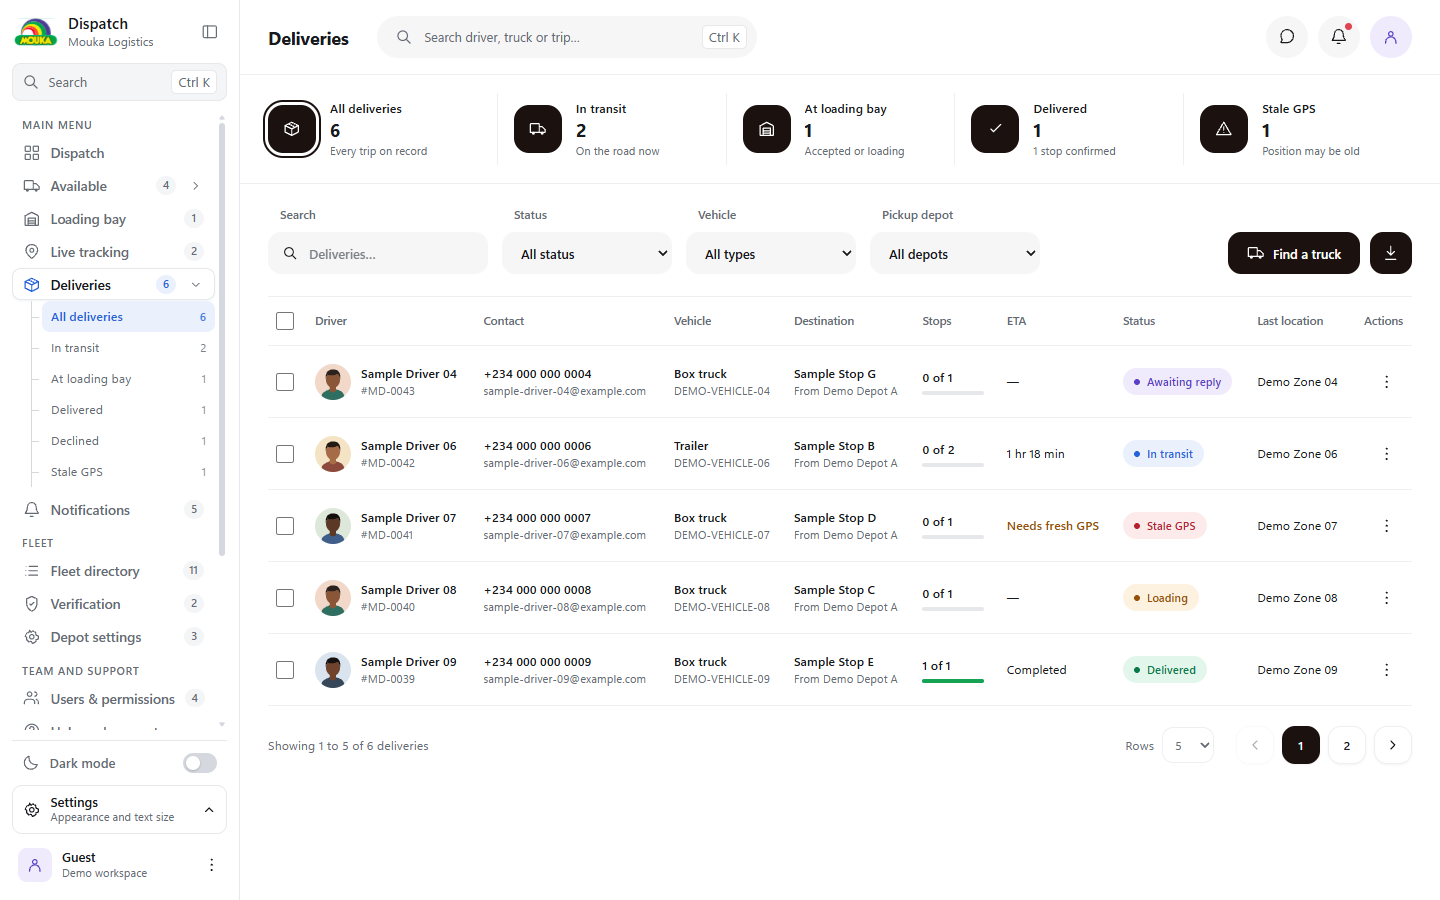 MOUKA
Dispatch
Mouka Logistics
Search
Ctrl K
MAIN MENU
Dispatch
Available
4
Loading bay
1
Live tracking
2
Deliveries
6
All deliveries
6
In transit
2
At loading bay
1
Delivered
1
Declined
1
Stale GPS
1
Notifications
5
FLEET
Fleet directory
11
Verification
2
Depot settings
3
TEAM AND SUPPORT
Users & permissions
4
Dark mode
Settings
Appearance and text size
Guest
Demo workspace
Deliveries
Search driver, truck or trip...
Ctrl K
All deliveries
6
Every trip on record
In transit
2
On the road now
At loading bay
1
Accepted or loading
Delivered
1
1 stop confirmed
Stale GPS
1
Position may be old
Search
Status
Vehicle
Pickup depot
Deliveries...
All status
All types
All depots
Find a truck
Driver
Contact
Vehicle
Destination
Stops
ETA
Status
Last location
Actions
Sample Driver 04
#MD-0043
+234 000 000 0004
sample-driver-04@example.com
Box truck
DEMO-VEHICLE-04
Sample Stop G
From Demo Depot A
0 of 1
—
Awaiting reply
Demo Zone 04
Sample Driver 06
#MD-0042
+234 000 000 0006
sample-driver-06@example.com
Trailer
DEMO-VEHICLE-06
Sample Stop B
From Demo Depot A
0 of 2
1 hr 18 min
In transit
Demo Zone 06
Sample Driver 07
#MD-0041
+234 000 000 0007
sample-driver-07@example.com
Box truck
DEMO-VEHICLE-07
Sample Stop D
From Demo Depot A
0 of 1
Needs fresh GPS
Stale GPS
Demo Zone 07
Sample Driver 08
#MD-0040
+234 000 000 0008
sample-driver-08@example.com
Box truck
DEMO-VEHICLE-08
Sample Stop C
From Demo Depot A
0 of 1
—
Loading
Demo Zone 08
Sample Driver 09
#MD-0039
+234 000 000 0009
sample-driver-09@example.com
Box truck
DEMO-VEHICLE-09
Sample Stop E
From Demo Depot A
1 of 1
Completed
Delivered
Demo Zone 09
Showing 1 to 5 of 6 deliveries
Rows
5
1
2